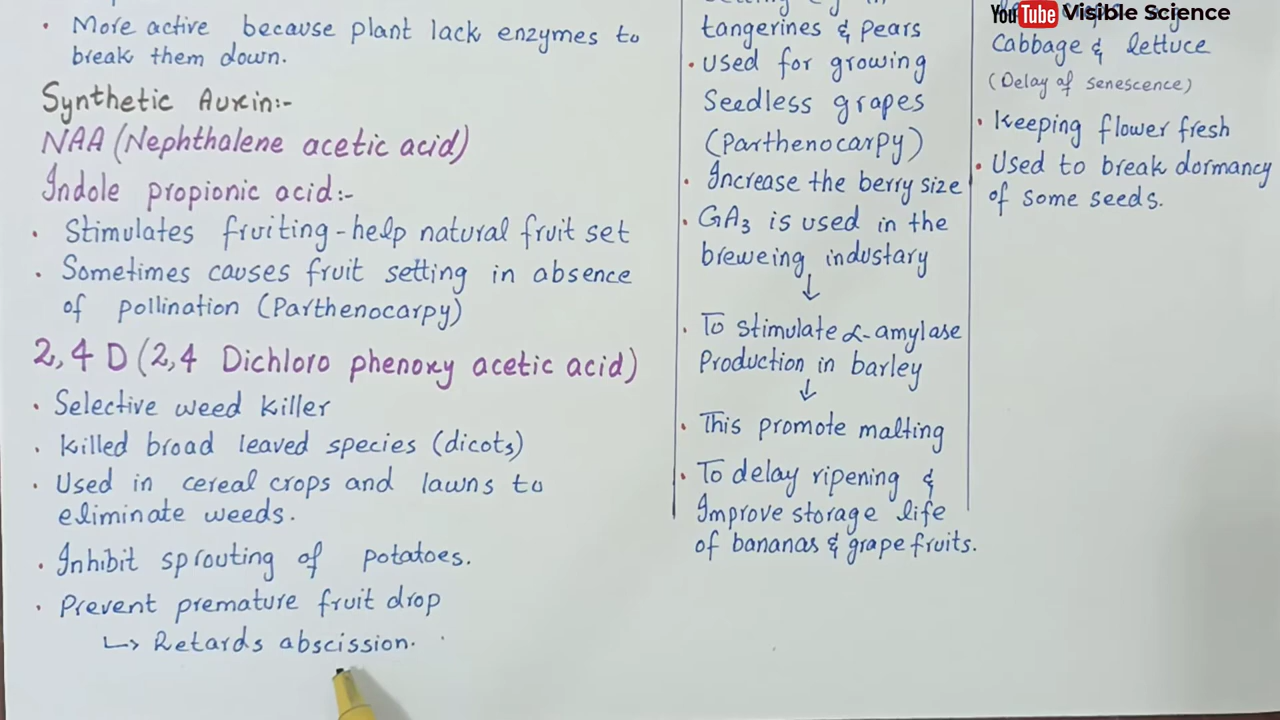 • More active because plant lack enzymes to
break them down.
Synthetic Auxin:-
NAA (Nephthalene acetic acid)
Indole propionic acid:-
• Stimulates fruiting - help natural fruit set
• Sometimes causes fruit setting in absence
of pollination (Parthenocarpy)
2,4 D (2,4 Dichloro phenoxy acetic acid)
• Selective weed killer
• Killed broad leaved species (dicots)
• Used in cereal crops and lawns to
eliminate weeds.
• Inhibit sprouting of potatoes.
• Prevent premature fruit drop
↳ Retards abscission.
tangerines & pears
• used for growing
Seedless grapes
(Parthenocarpy)
• Increase the berry size
• GA₃ is used in the
breweing industary
↓
• To stimulate α-amylase
Production in barley
↓
• This promote malting
• To delay ripening &
Improve storage life
of bananas & grape fruits.
YouTube Visible Science
Cabbage & lettuce
(Delay of senescence)
• Keeping flower fresh
• Used to break dormancy
of some seeds.